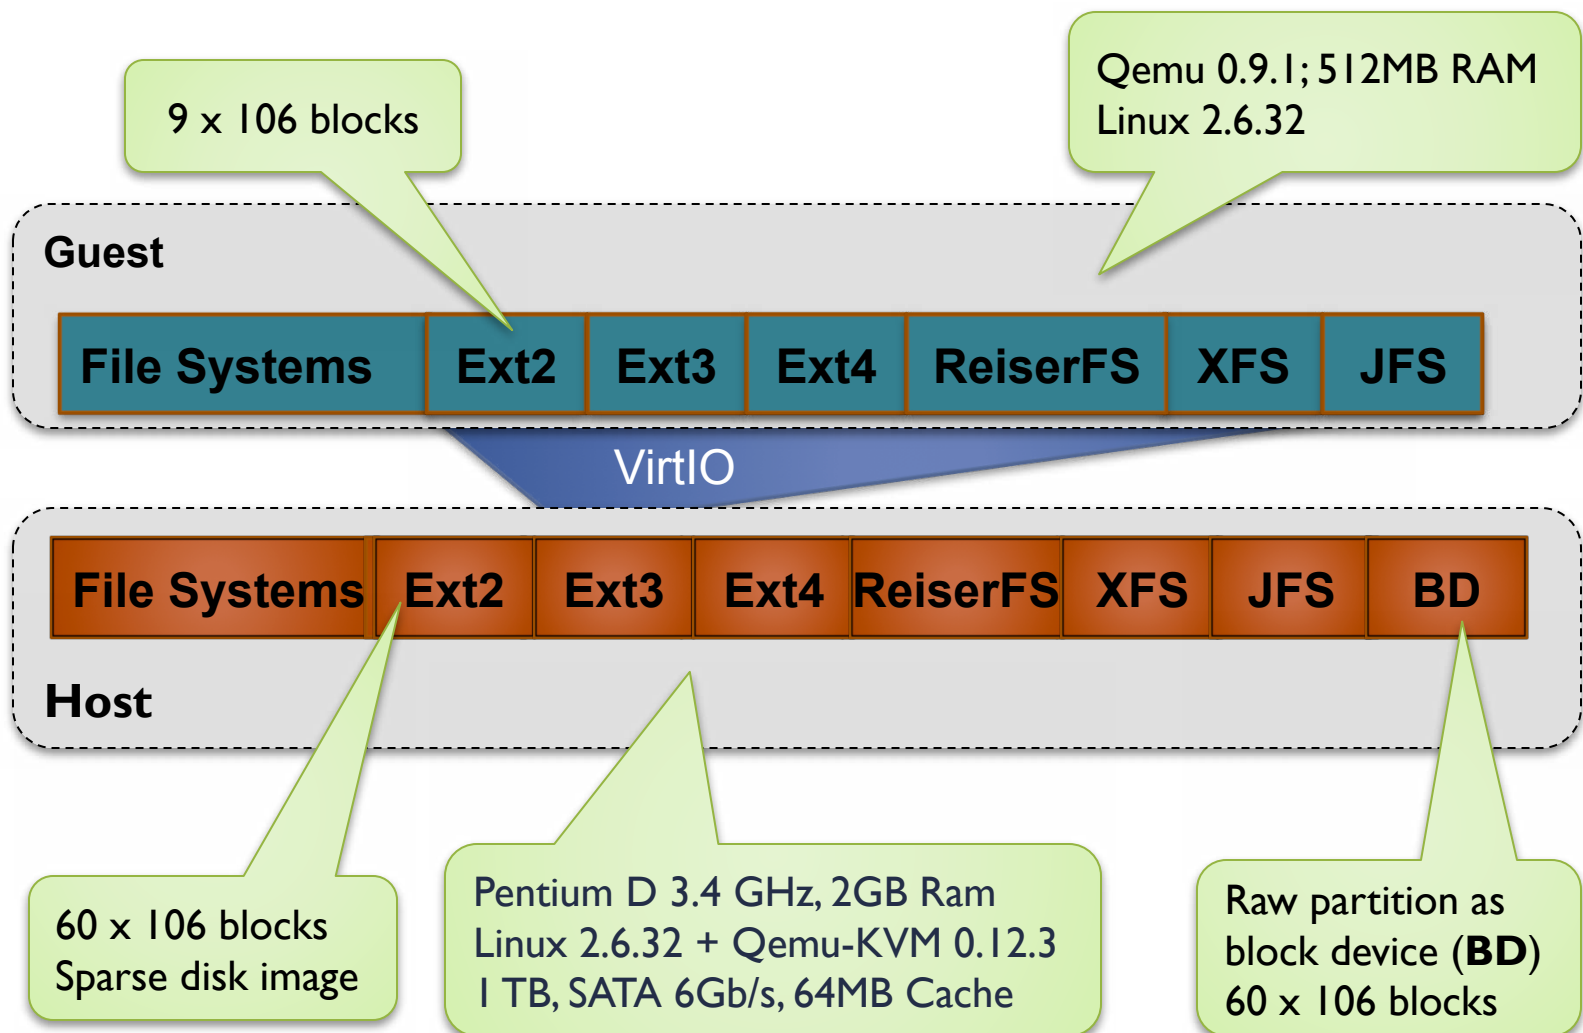 9 x 106 blocks
Qemu 0.9.1; 512MB RAM
Linux 2.6.32
Guest
File Systems Ext2 Ext3 Ext4 ReiserFS XFS JFS
VirtIO
File Systems Ext2 Ext3 Ext4 ReiserFS XFS JFS BD
Host
60 x 106 blocks
Sparse disk image
Pentium D 3.4 GHz, 2GB Ram
Linux 2.6.32 + Qemu-KVM 0.12.3
1 TB, SATA 6Gb/s, 64MB Cache
Raw partition as
block device (BD)
60 x 106 blocks